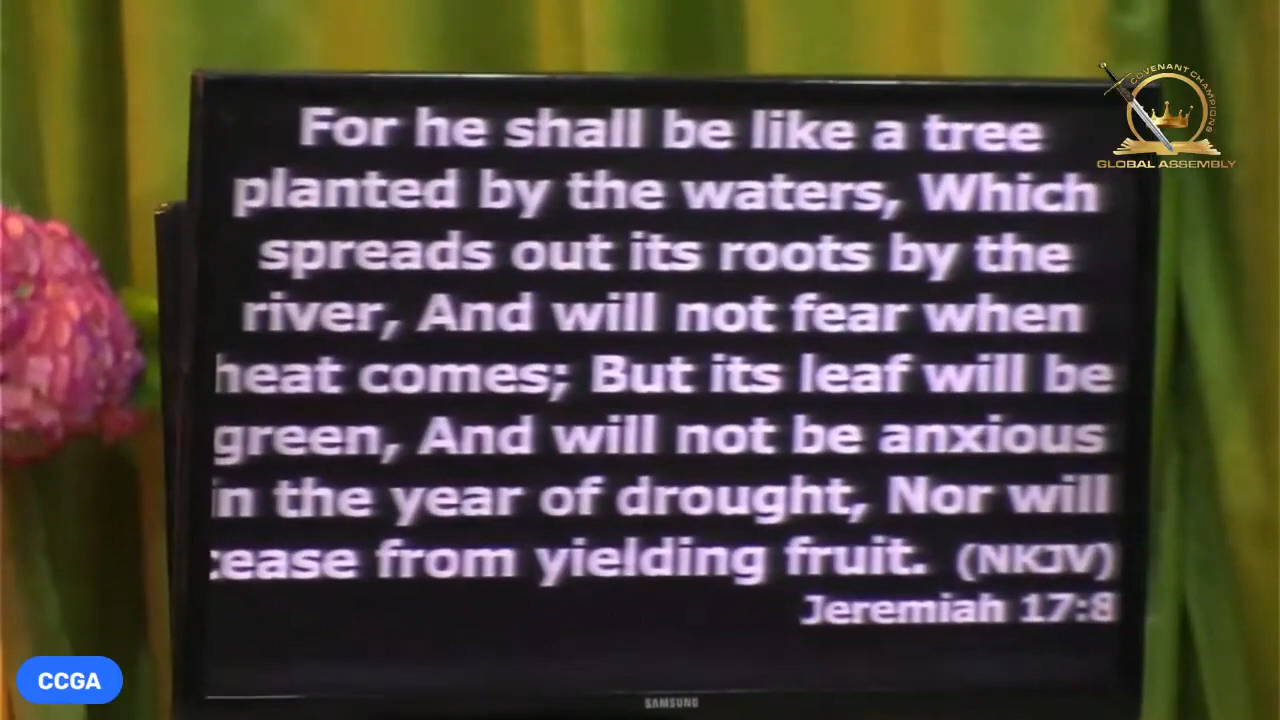 COVENANT CHAMPIONS
GLOBAL ASSEMBLY
For he shall be like a tree
planted by the waters, Which
spreads out its roots by the
river, And will not fear when
heat comes; But its leaf will be
green, And will not be anxious
in the year of drought, Nor will
cease from yielding fruit. (NKJV)
Jeremiah 17:8
SAMSUNG
CCGA